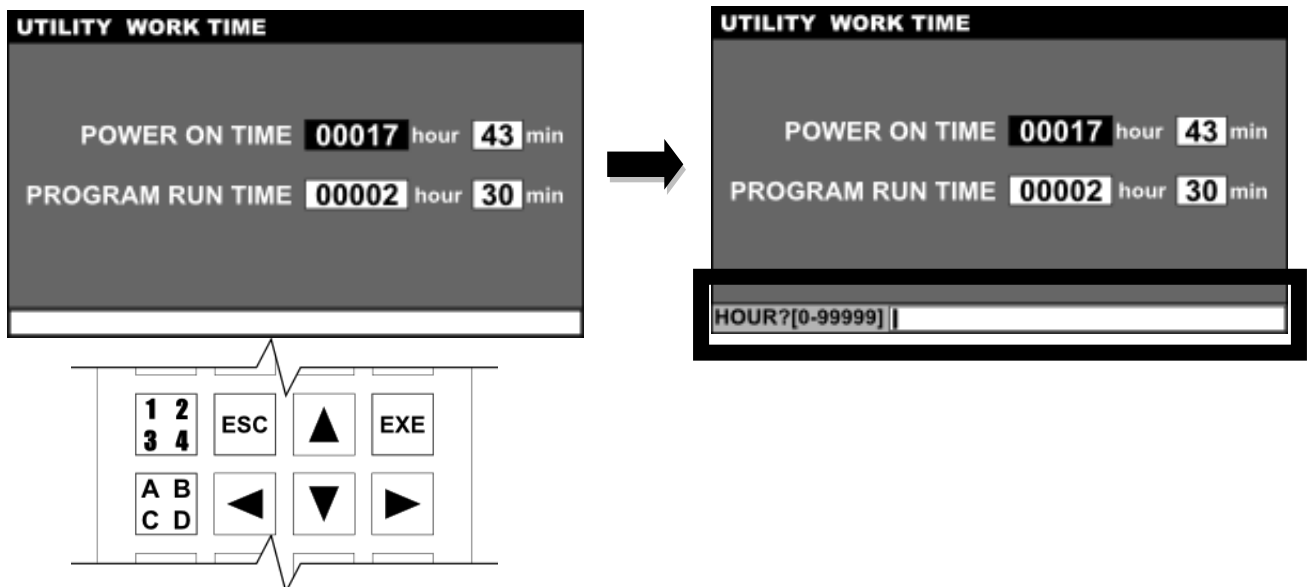 UTILITY WORK TIME
POWER ON TIME 00017 hour 43 min
PROGRAM RUN TIME 00002 hour 30 min
UTILITY WORK TIME
POWER ON TIME 00017 hour 43 min
PROGRAM RUN TIME 00002 hour 30 min
HOUR?[0-99999]
1 2
3 4
ESC
EXE
A B
C D